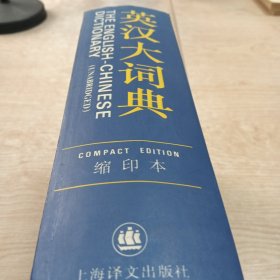 英汉大词典
THE ENGLISH-CHINESE
DICTIONARY
(UNABRIDGED)
COMPACT EDITION
缩印本
上海译文出版社